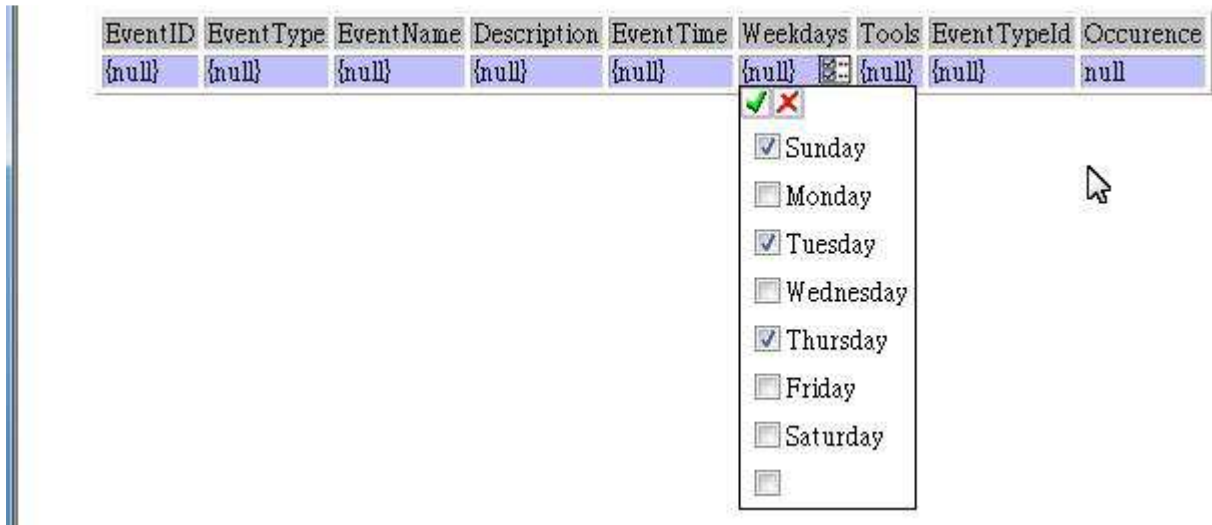 EventID EventType EventName Description EventTime Weekdays Tools EventTypeId Occurence
{null} {null} {null} {null} {null} {null} {null} {null} null
Sunday
Monday
Tuesday
Wednesday
Thursday
Friday
Saturday